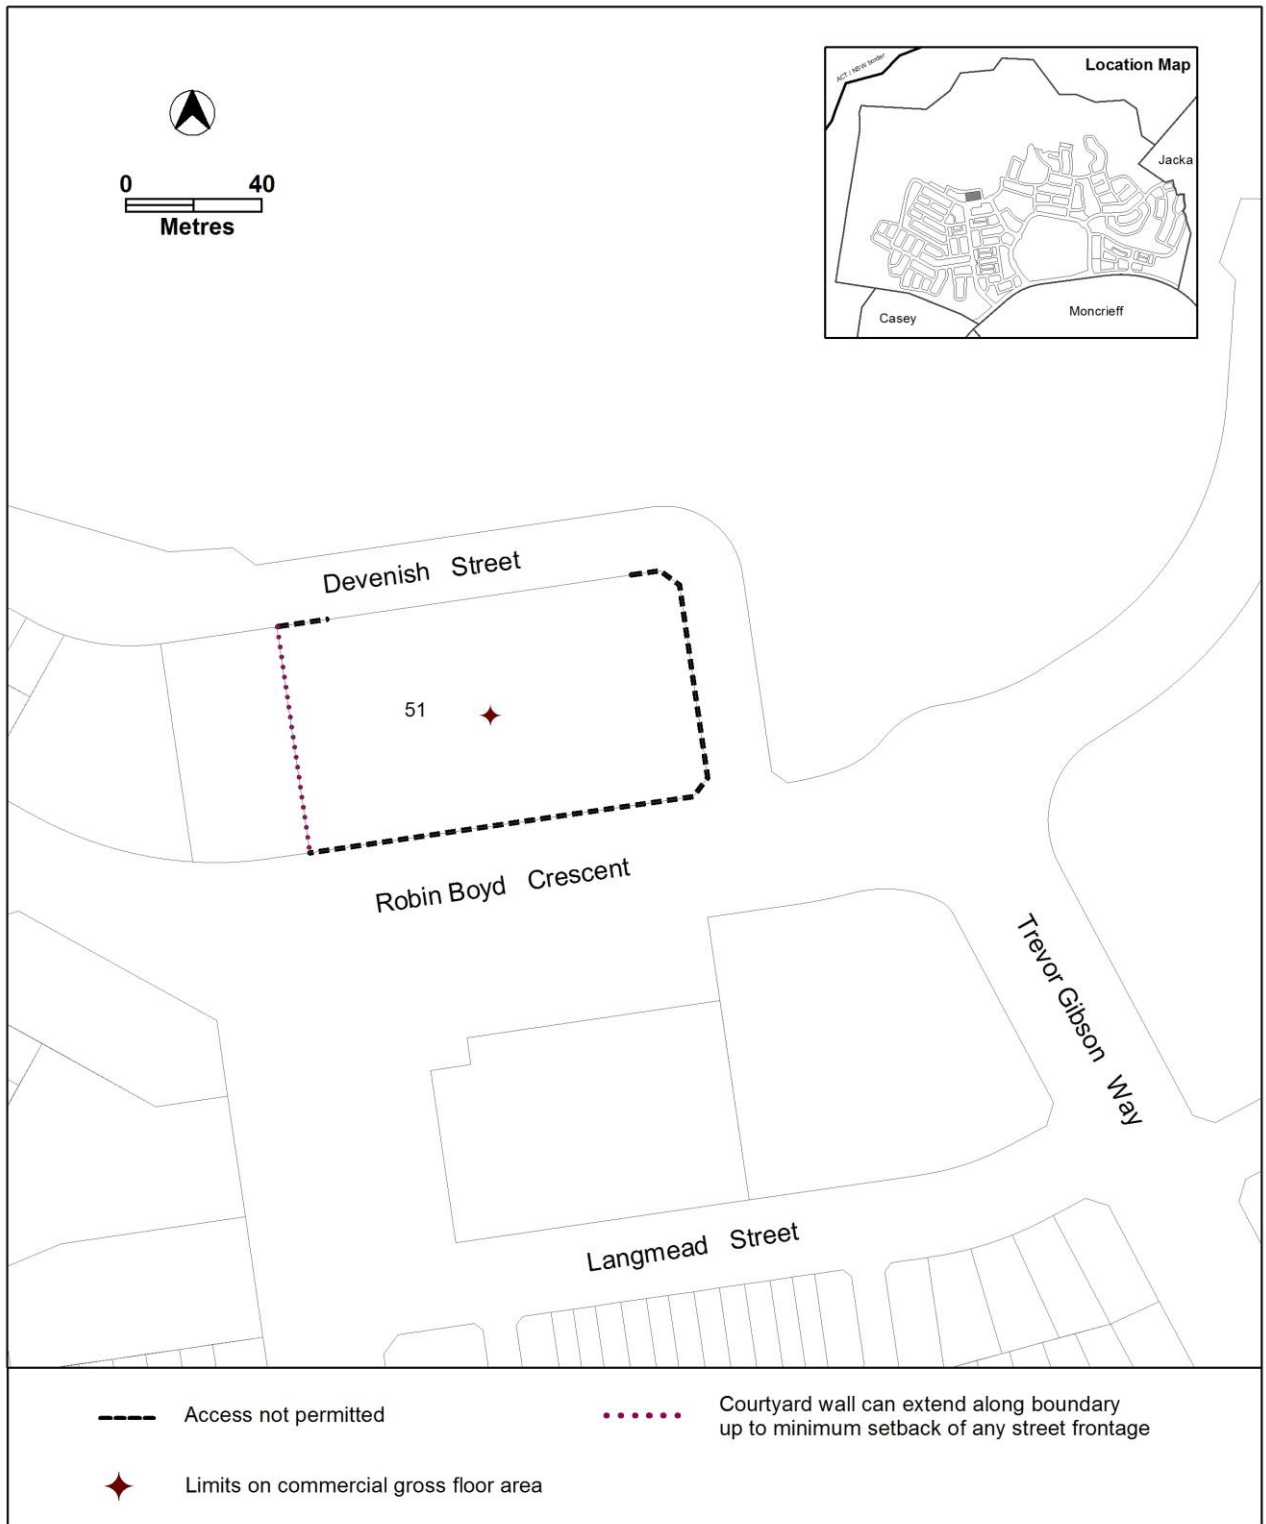 Location Map
ACT / NSW border
Jacka
Casey
Moncrieff
0 40
Metres
Devenish Street
51
Robin Boyd Crescent
Trevor Gibson Way
Langmead Street
Access not permitted
Courtyard wall can extend along boundary
up to minimum setback of any street frontage
Limits on commercial gross floor area